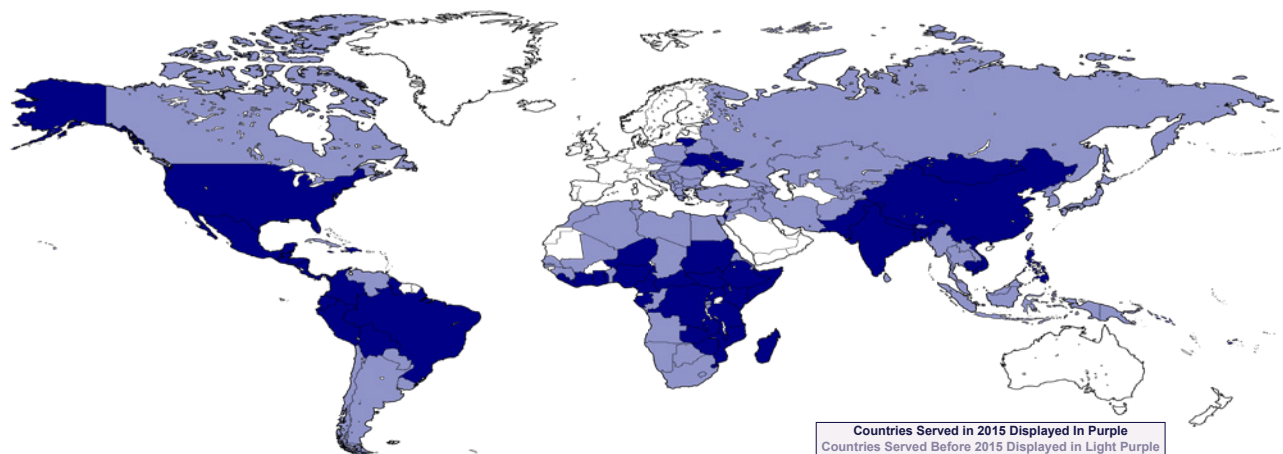 Countries Served in 2015 Displayed In Purple
Countries Served Before 2015 Displayed in Light Purple